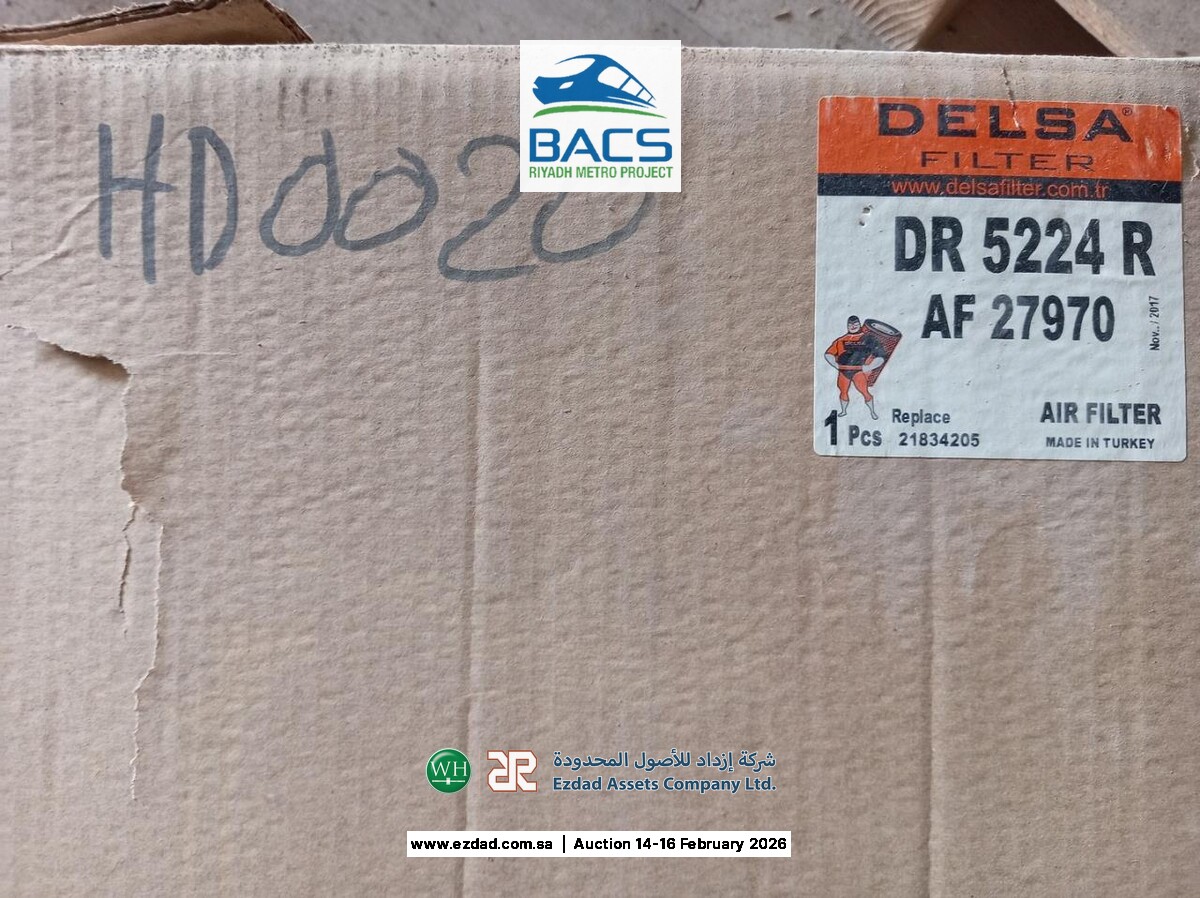 HD0020
BACS
RIYADH METRO PROJECT
DELSA®
FILTER
www.delsafilter.com.tr
DR 5224 R
AF 27970
Nov../ 2017
DELSA
1 Pcs
Replace
21834205
AIR FILTER
MADE IN TURKEY
WH
شركة إزداد للأصول المحدودة
Ezdad Assets Company Ltd.
www.ezdad.com.sa | Auction 14-16 February 2026